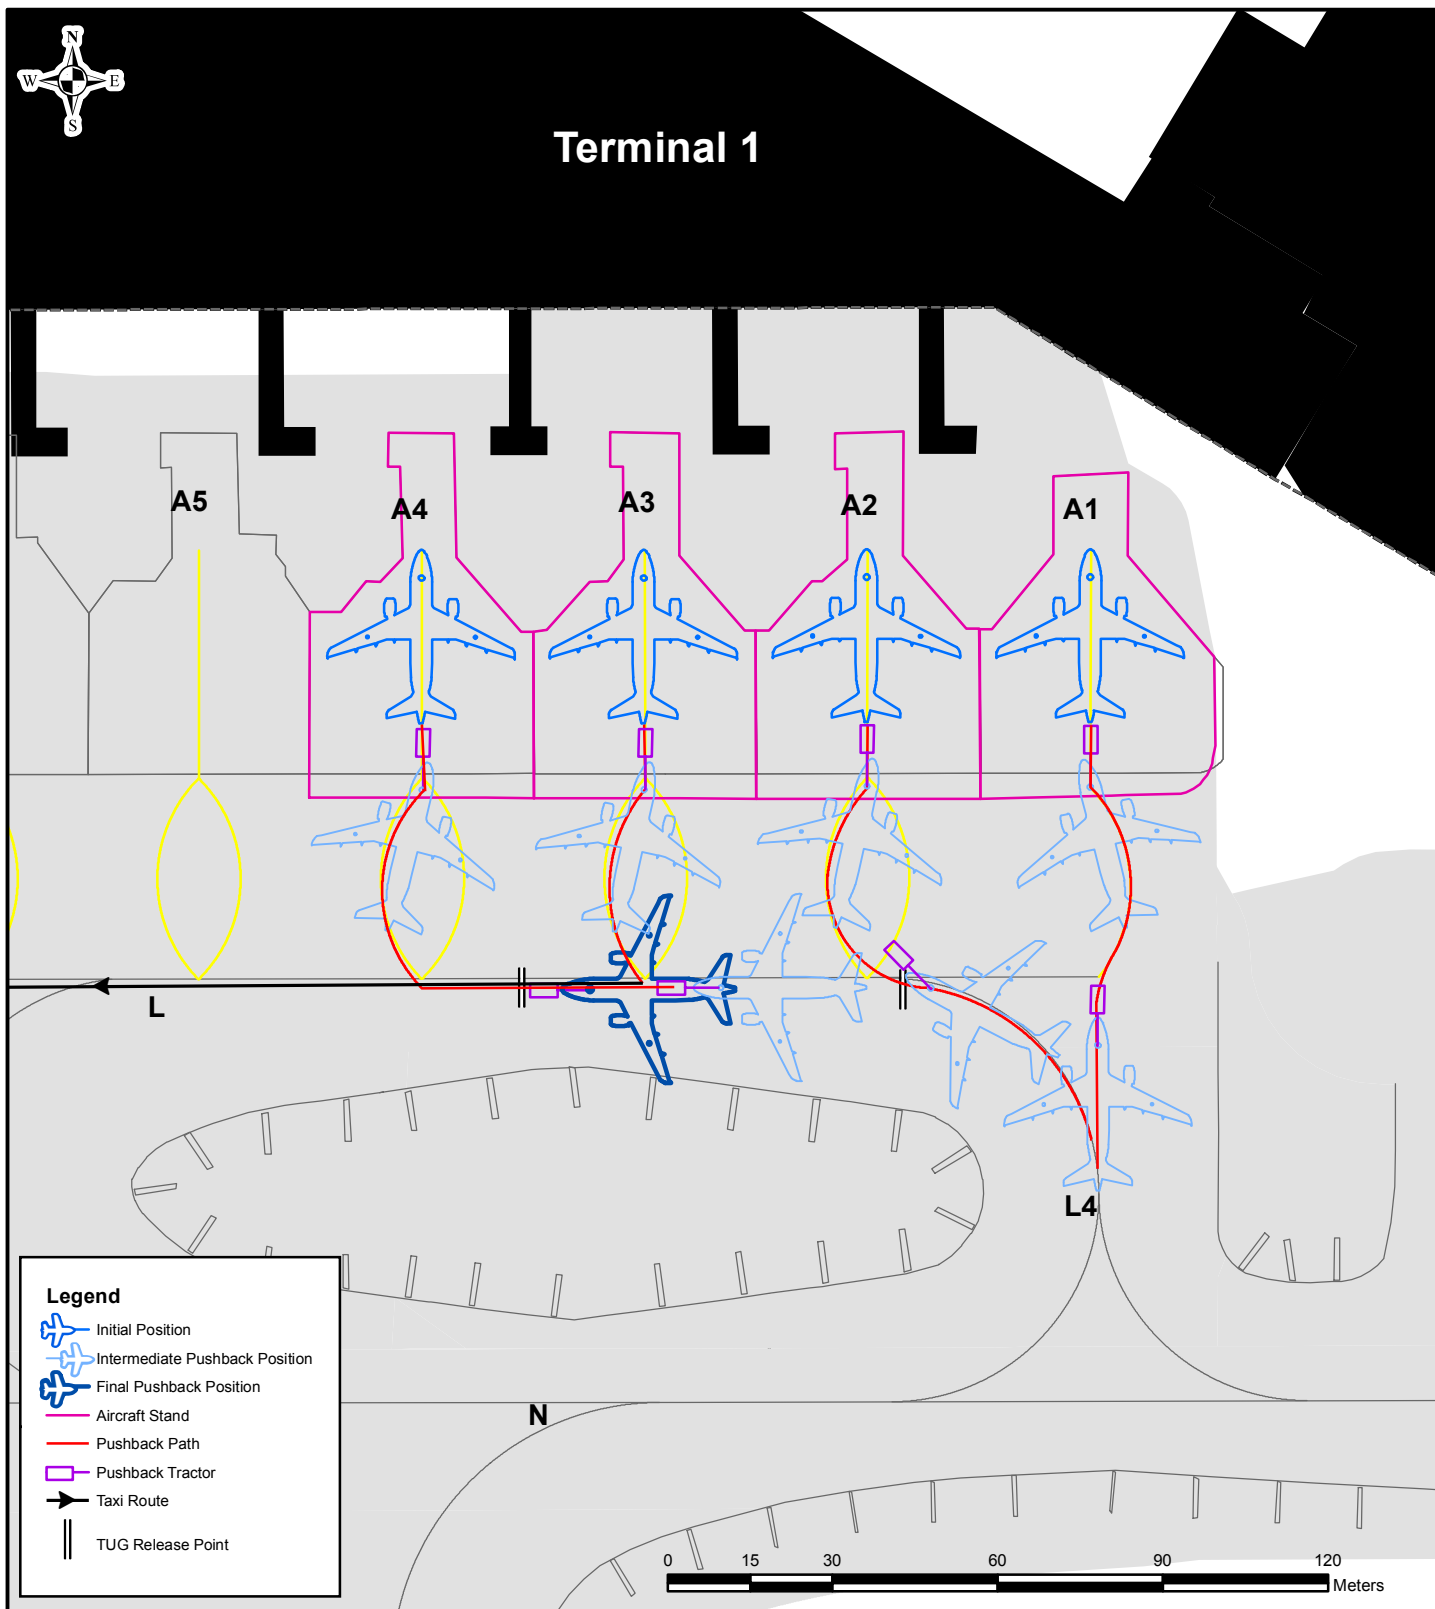 N
W E
S
Terminal 1
A5
A4
A3
A2
A1
L
L4
N
Legend
Initial Position
Intermediate Pushback Position
Final Pushback Position
Aircraft Stand
Pushback Path
Pushback Tractor
Taxi Route
TUG Release Point
0 15 30 60 90 120
Meters